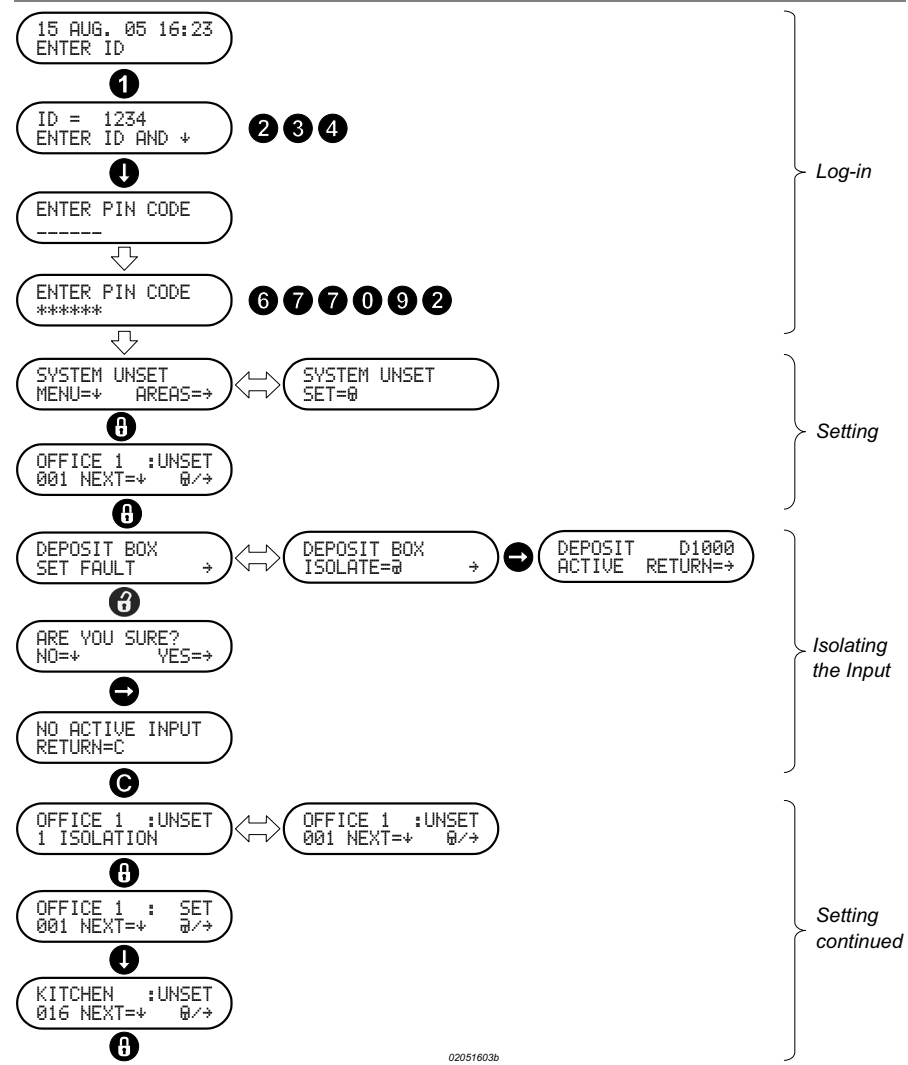 15 AUG. 05 16:23
ENTER ID
1
ID = 1234
ENTER ID AND ↓
2 3 4
↓
Log-in
ENTER PIN CODE
------
ENTER PIN CODE
******
6 7 7 0 9 2
SYSTEM UNSET
MENU=↓ AREAS=→
SYSTEM UNSET
SET=
Setting
OFFICE 1 :UNSET
001 NEXT=↓ /→
DEPOSIT BOX
SET FAULT →
DEPOSIT BOX
ISOLATE= →
→
DEPOSIT D1000
ACTIVE RETURN=→
ARE YOU SURE?
NO=↓ YES=→
Isolating
the Input
→
NO ACTIVE INPUT
RETURN=C
C
OFFICE 1 :UNSET
1 ISOLATION
OFFICE 1 :UNSET
001 NEXT=↓ /→
OFFICE 1 : SET
001 NEXT=↓ /→
Setting
continued
↓
KITCHEN :UNSET
016 NEXT=↓ /→
02051603b